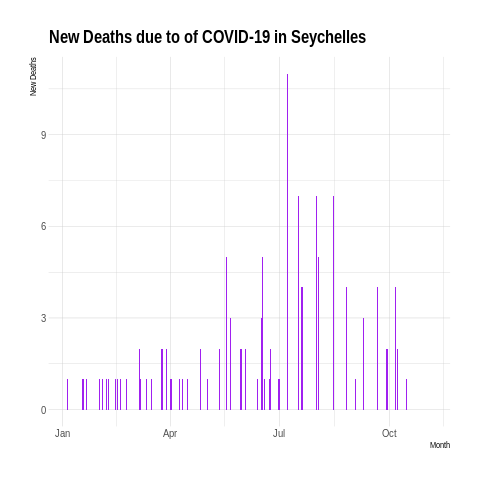 New Deaths due to of COVID-19 in Seychelles
New Deaths
9
6
3
0
Jan Apr Jul Oct
Month